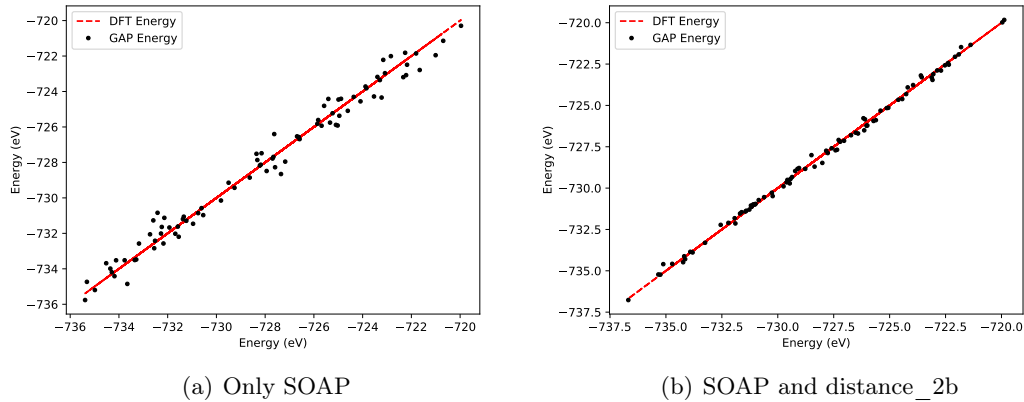 DFT Energy
GAP Energy
−720
−722
−724
−726
−728
−730
−732
−734
−736
Energy (eV)
−736 −734 −732 −730 −728 −726 −724 −722 −720
Energy (eV)
(a) Only SOAP
DFT Energy
GAP Energy
−720.0
−722.5
−725.0
−727.5
−730.0
−732.5
−735.0
−737.5
Energy (eV)
−737.5 −735.0 −732.5 −730.0 −727.5 −725.0 −722.5 −720.0
Energy (eV)
(b) SOAP and distance_2b